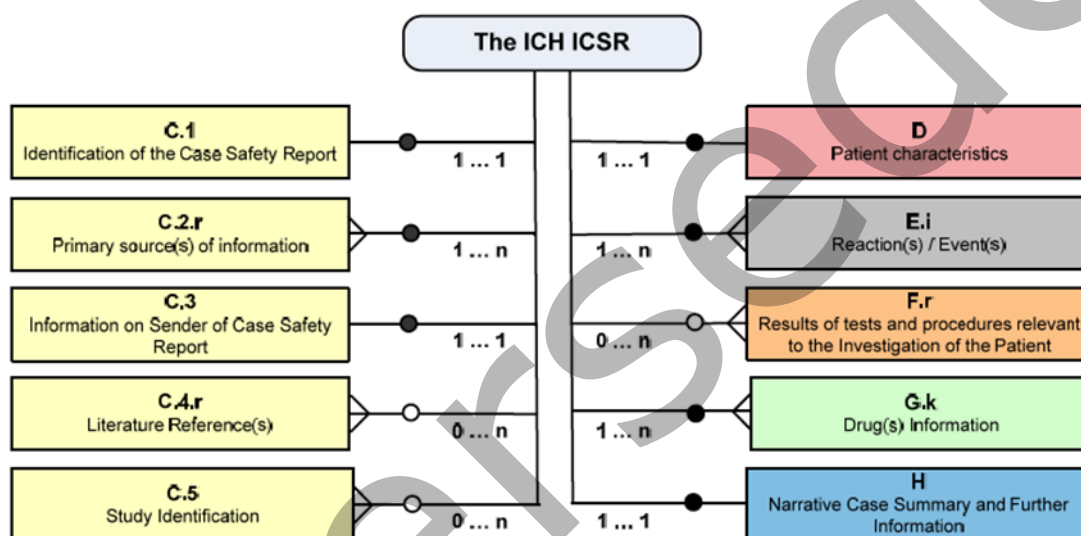 The ICH ICSR
C.1
Identification of the Case Safety Report
1 ... 1
C.2.r
Primary source(s) of information
1 ... n
C.3
Information on Sender of Case Safety
Report
1 ... 1
C.4.r
Literature Reference(s)
0 ... n
C.5
Study Identification
0 ... n
D
Patient characteristics
1 ... 1
E.i
Reaction(s) / Event(s)
1 ... n
F.r
Results of tests and procedures relevant
to the Investigation of the Patient
0 ... n
G.k
Drug(s) Information
1 ... n
H
Narrative Case Summary and Further
Information
1 ... 1
ersed